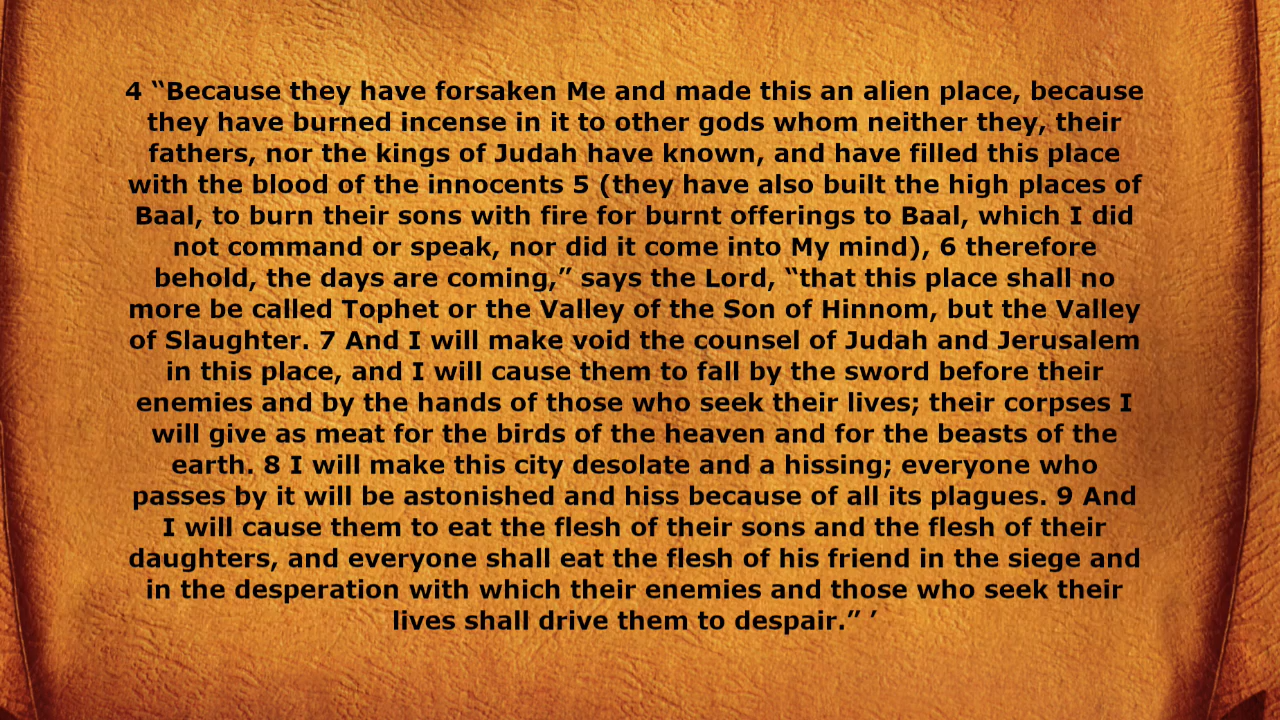 4 “Because they have forsaken Me and made this an alien place, because
they have burned incense in it to other gods whom neither they, their
fathers, nor the kings of Judah have known, and have filled this place
with the blood of the innocents 5 (they have also built the high places of
Baal, to burn their sons with fire for burnt offerings to Baal, which I did
not command or speak, nor did it come into My mind), 6 therefore
behold, the days are coming,” says the Lord, “that this place shall no
more be called Tophet or the Valley of the Son of Hinnom, but the Valley
of Slaughter. 7 And I will make void the counsel of Judah and Jerusalem
in this place, and I will cause them to fall by the sword before their
enemies and by the hands of those who seek their lives; their corpses I
will give as meat for the birds of the heaven and for the beasts of the
earth. 8 I will make this city desolate and a hissing; everyone who
passes by it will be astonished and hiss because of all its plagues. 9 And
I will cause them to eat the flesh of their sons and the flesh of their
daughters, and everyone shall eat the flesh of his friend in the siege and
in the desperation with which their enemies and those who seek their
lives shall drive them to despair.” ’